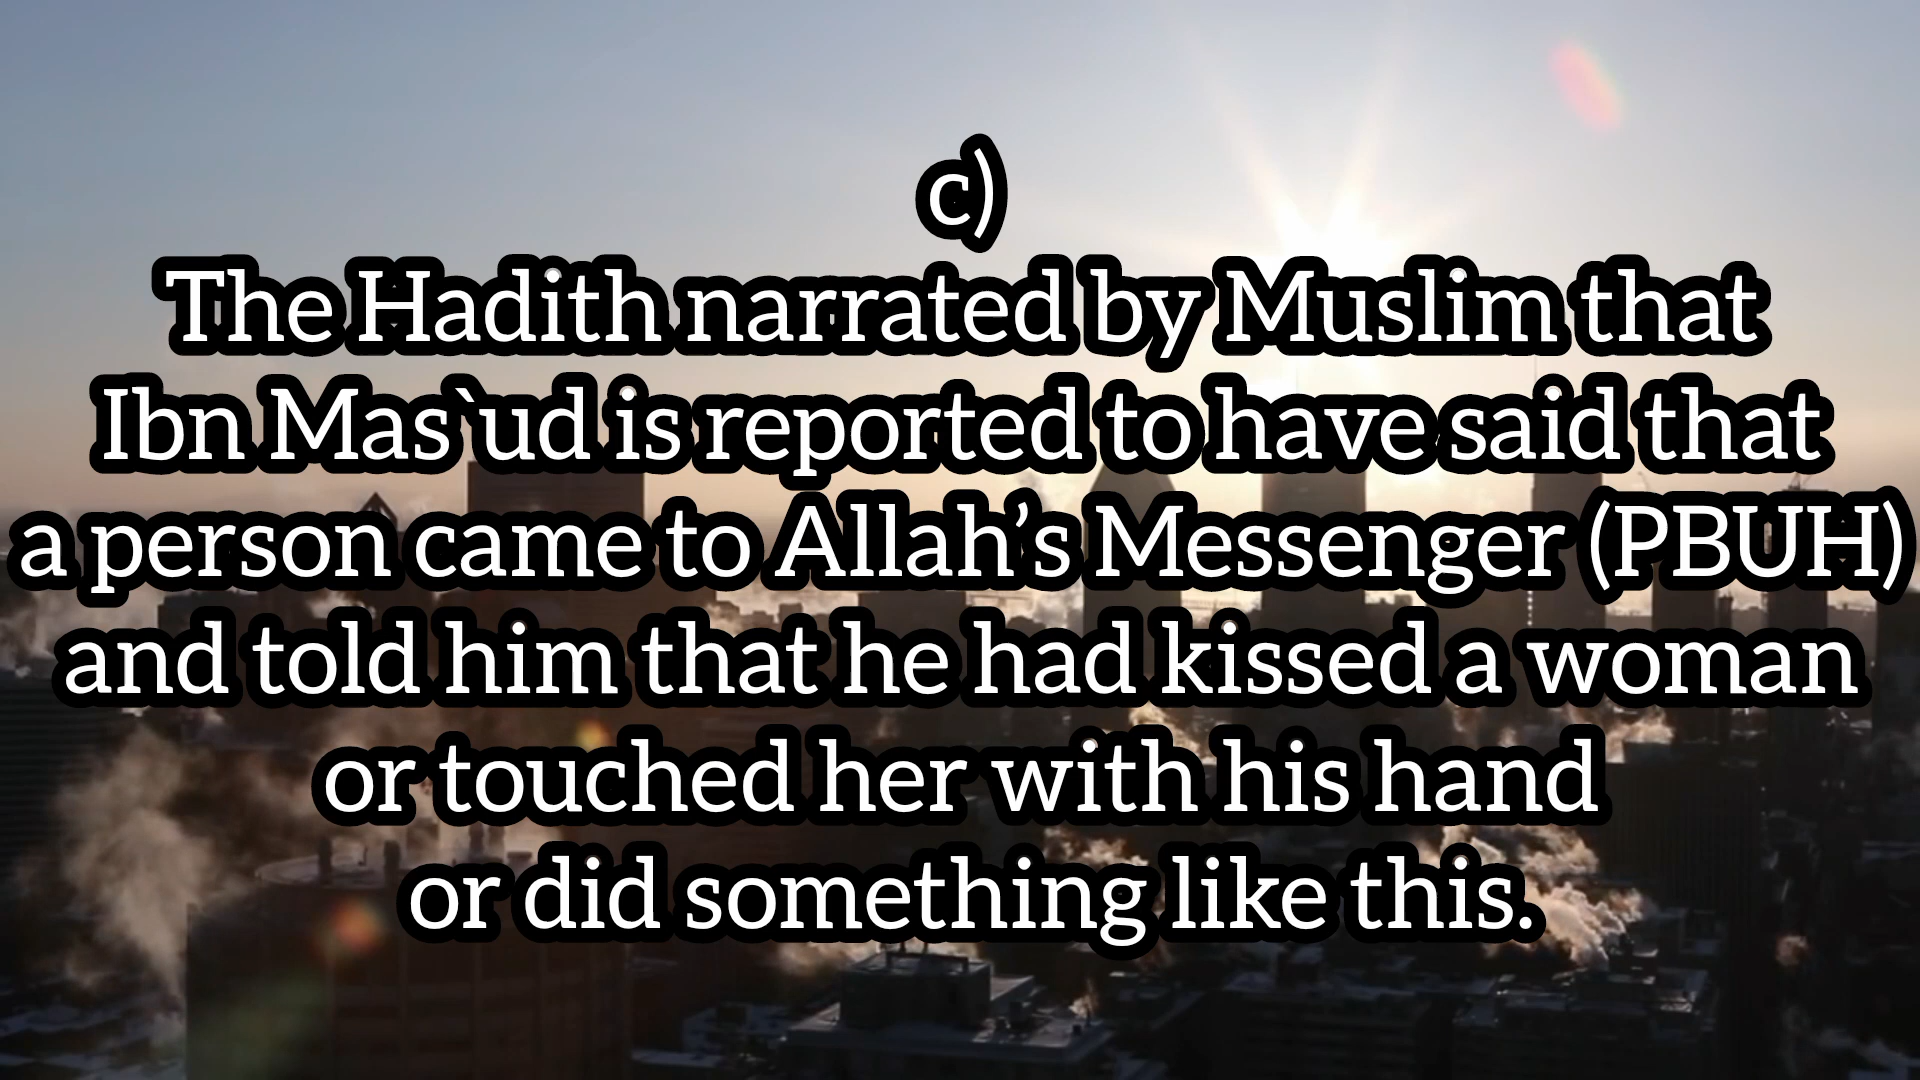 c)
The Hadith narrated by Muslim that
Ibn Mas`ud is reported to have said that
a person came to Allah’s Messenger (PBUH)
and told him that he had kissed a woman
or touched her with his hand
or did something like this.